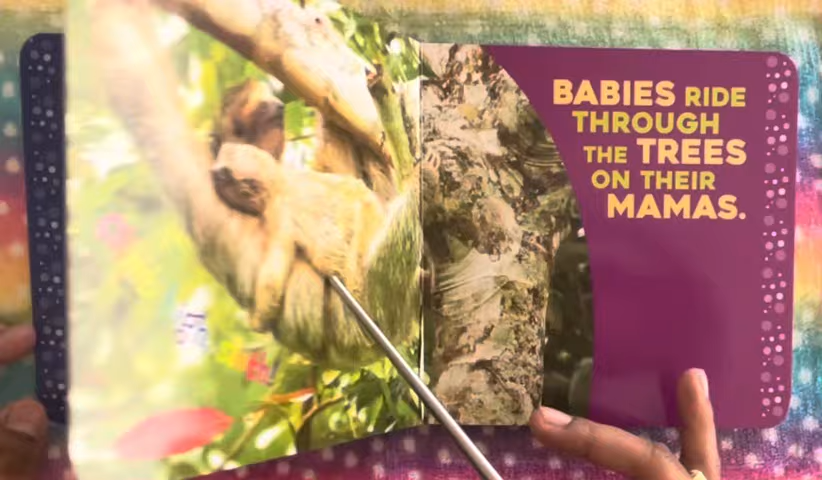 BABIES RIDE
THROUGH
THE TREES
ON THEIR
MAMAS.